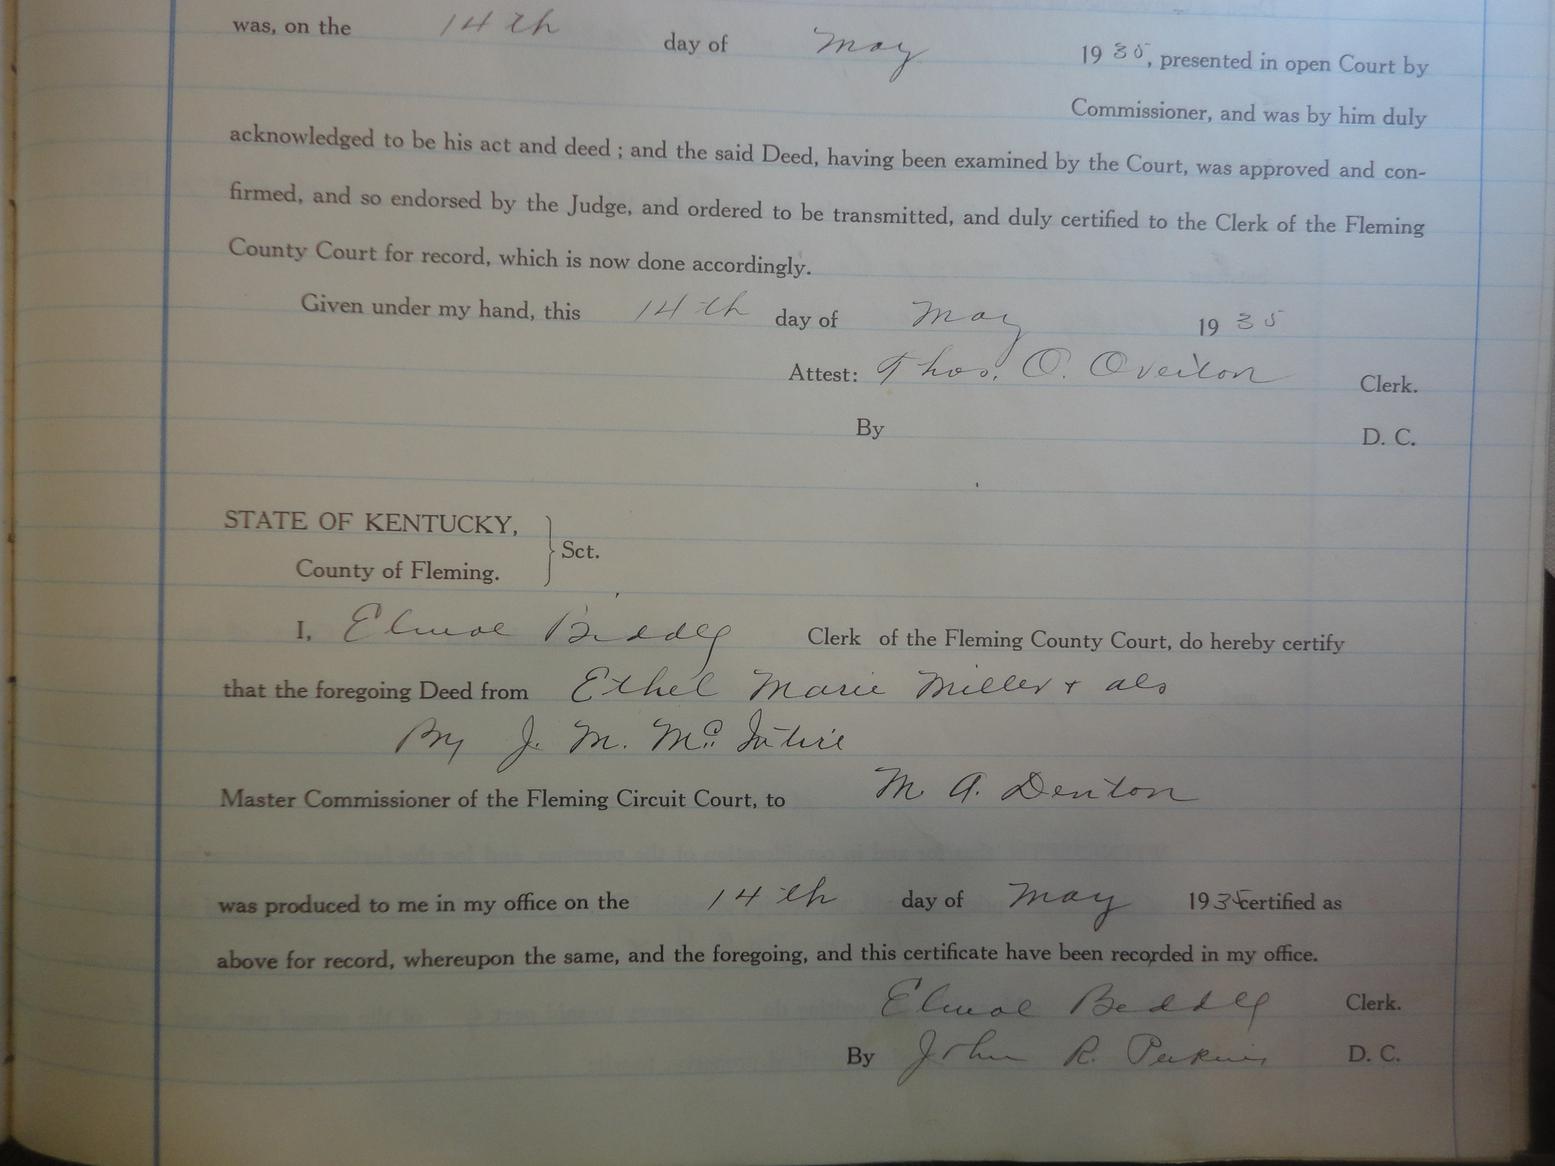 was, on the 14th day of May 1935, presented in open Court by
Commissioner, and was by him duly
acknowledged to be his act and deed; and the said Deed, having been examined by the Court, was approved and con-
firmed, and so endorsed by the Judge, and ordered to be transmitted, and duly certified to the Clerk of the Fleming
County Court for record, which is now done accordingly.
Given under my hand, this 14th day of May 1935
Attest: Thos. O. Overton Clerk.
By D. C.
STATE OF KENTUCKY,
County of Fleming. Sct.
I, Elwood Clerk of the Fleming County Court, do hereby certify
that the foregoing Deed from Ethel Marie Miller + als
By J. M. McIntire
Master Commissioner of the Fleming Circuit Court, to M. A. Denton
was produced to me in my office on the 14th day of May 1935 certified as
above for record, whereupon the same, and the foregoing, and this certificate have been recorded in my office.
Clerk.
By John R. Perkins D. C.